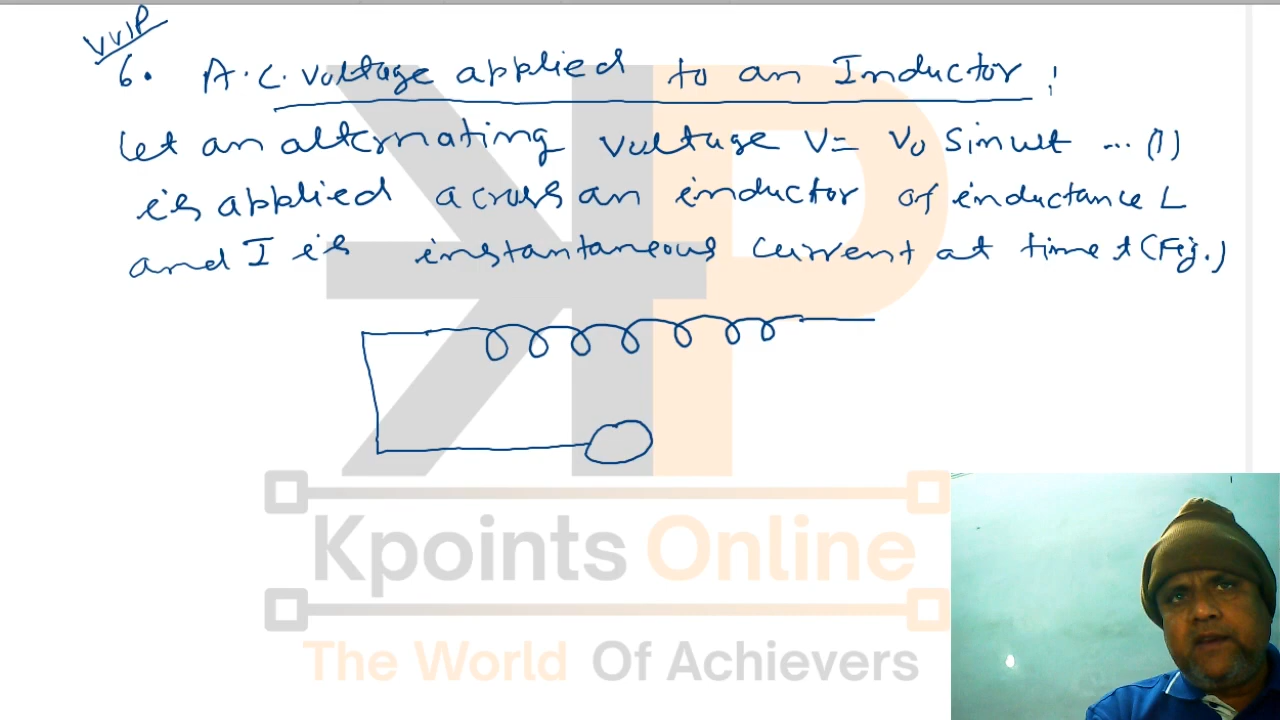 VVIP
6. A.C. Voltage applied to an Inductor :
Let an alternating voltage V= V₀ Sinωt ... (1)
is applied across an inductor of inductance L
and I is instantaneous current at time t (Fig.)
KP
Kpoints Online
The World Of Achievers